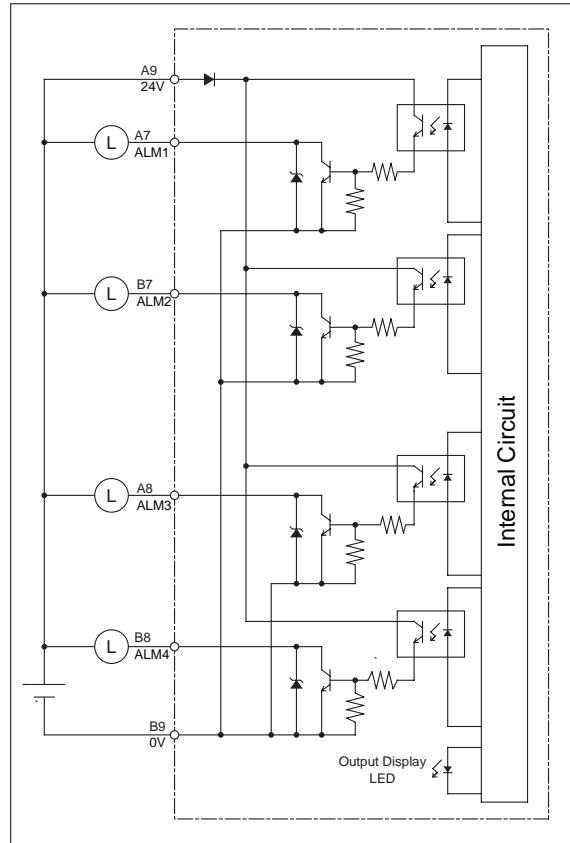 A9
24V
L
A7
ALM1
L
B7
ALM2
L
A8
ALM3
L
B8
ALM4
B9
0V
Internal Circuit
Output Display
LED